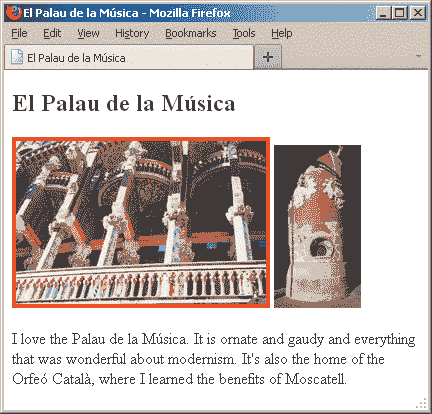 El Palau de la Música - Mozilla Firefox
File Edit View History Bookmarks Tools Help
El Palau de la Música
El Palau de la Música
I love the Palau de la Música. It is ornate and gaudy and everything
that was wonderful about modernism. It's also the home of the
Orfeó Català, where I learned the benefits of Moscatell.